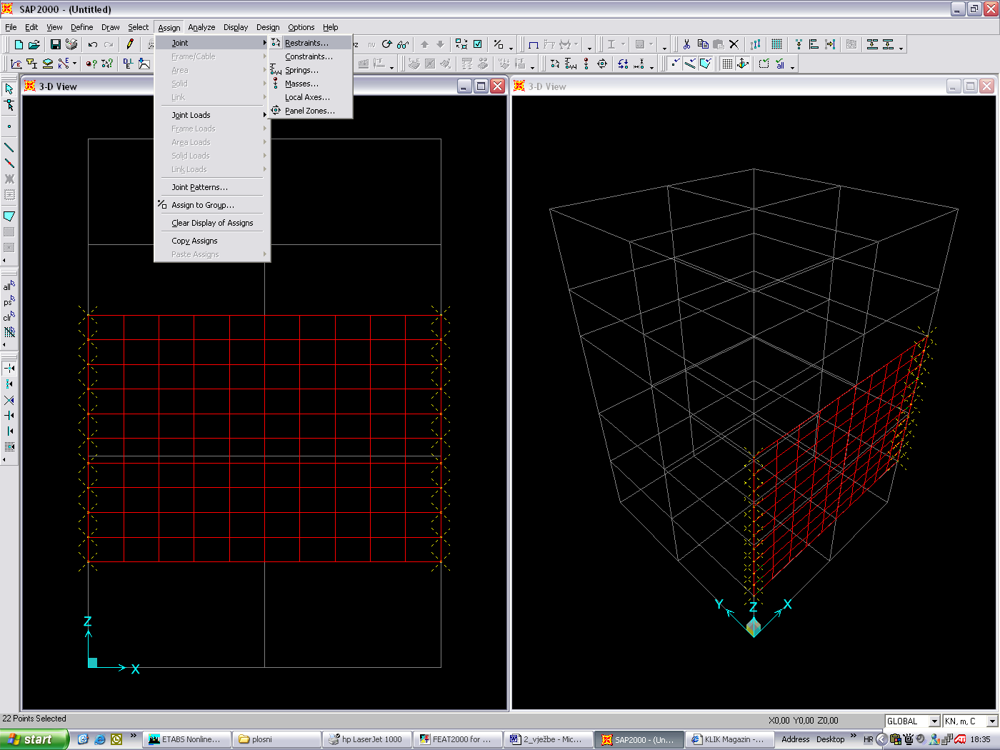 SAP2000 - (Untitled)
File Edit View Define Draw Select Assign Analyze Display Design Options Help
Joint
Frame/Cable
Area
Solid
Link
Joint Loads
Frame Loads
Area Loads
Solid Loads
Link Loads
Joint Patterns...
Assign to Group...
Clear Display of Assigns
Copy Assigns
Paste Assigns
Restraints...
Constraints...
Springs...
Masses...
Local Axes...
Panel Zones...
nv
all
3-D View
3-D View
all
ps
clr
Z
X
Y Z X
22 Points Selected
X0,00 Y0,00 Z0,00
GLOBAL
KN, m, C
start
ETABS Nonline...
plosni
hp LaserJet 1000
FEAT2000 for ...
2_vježbe - Mic...
SAP2000 - (Un...
KLIK Magazin -...
Address Desktop
HR
18:35